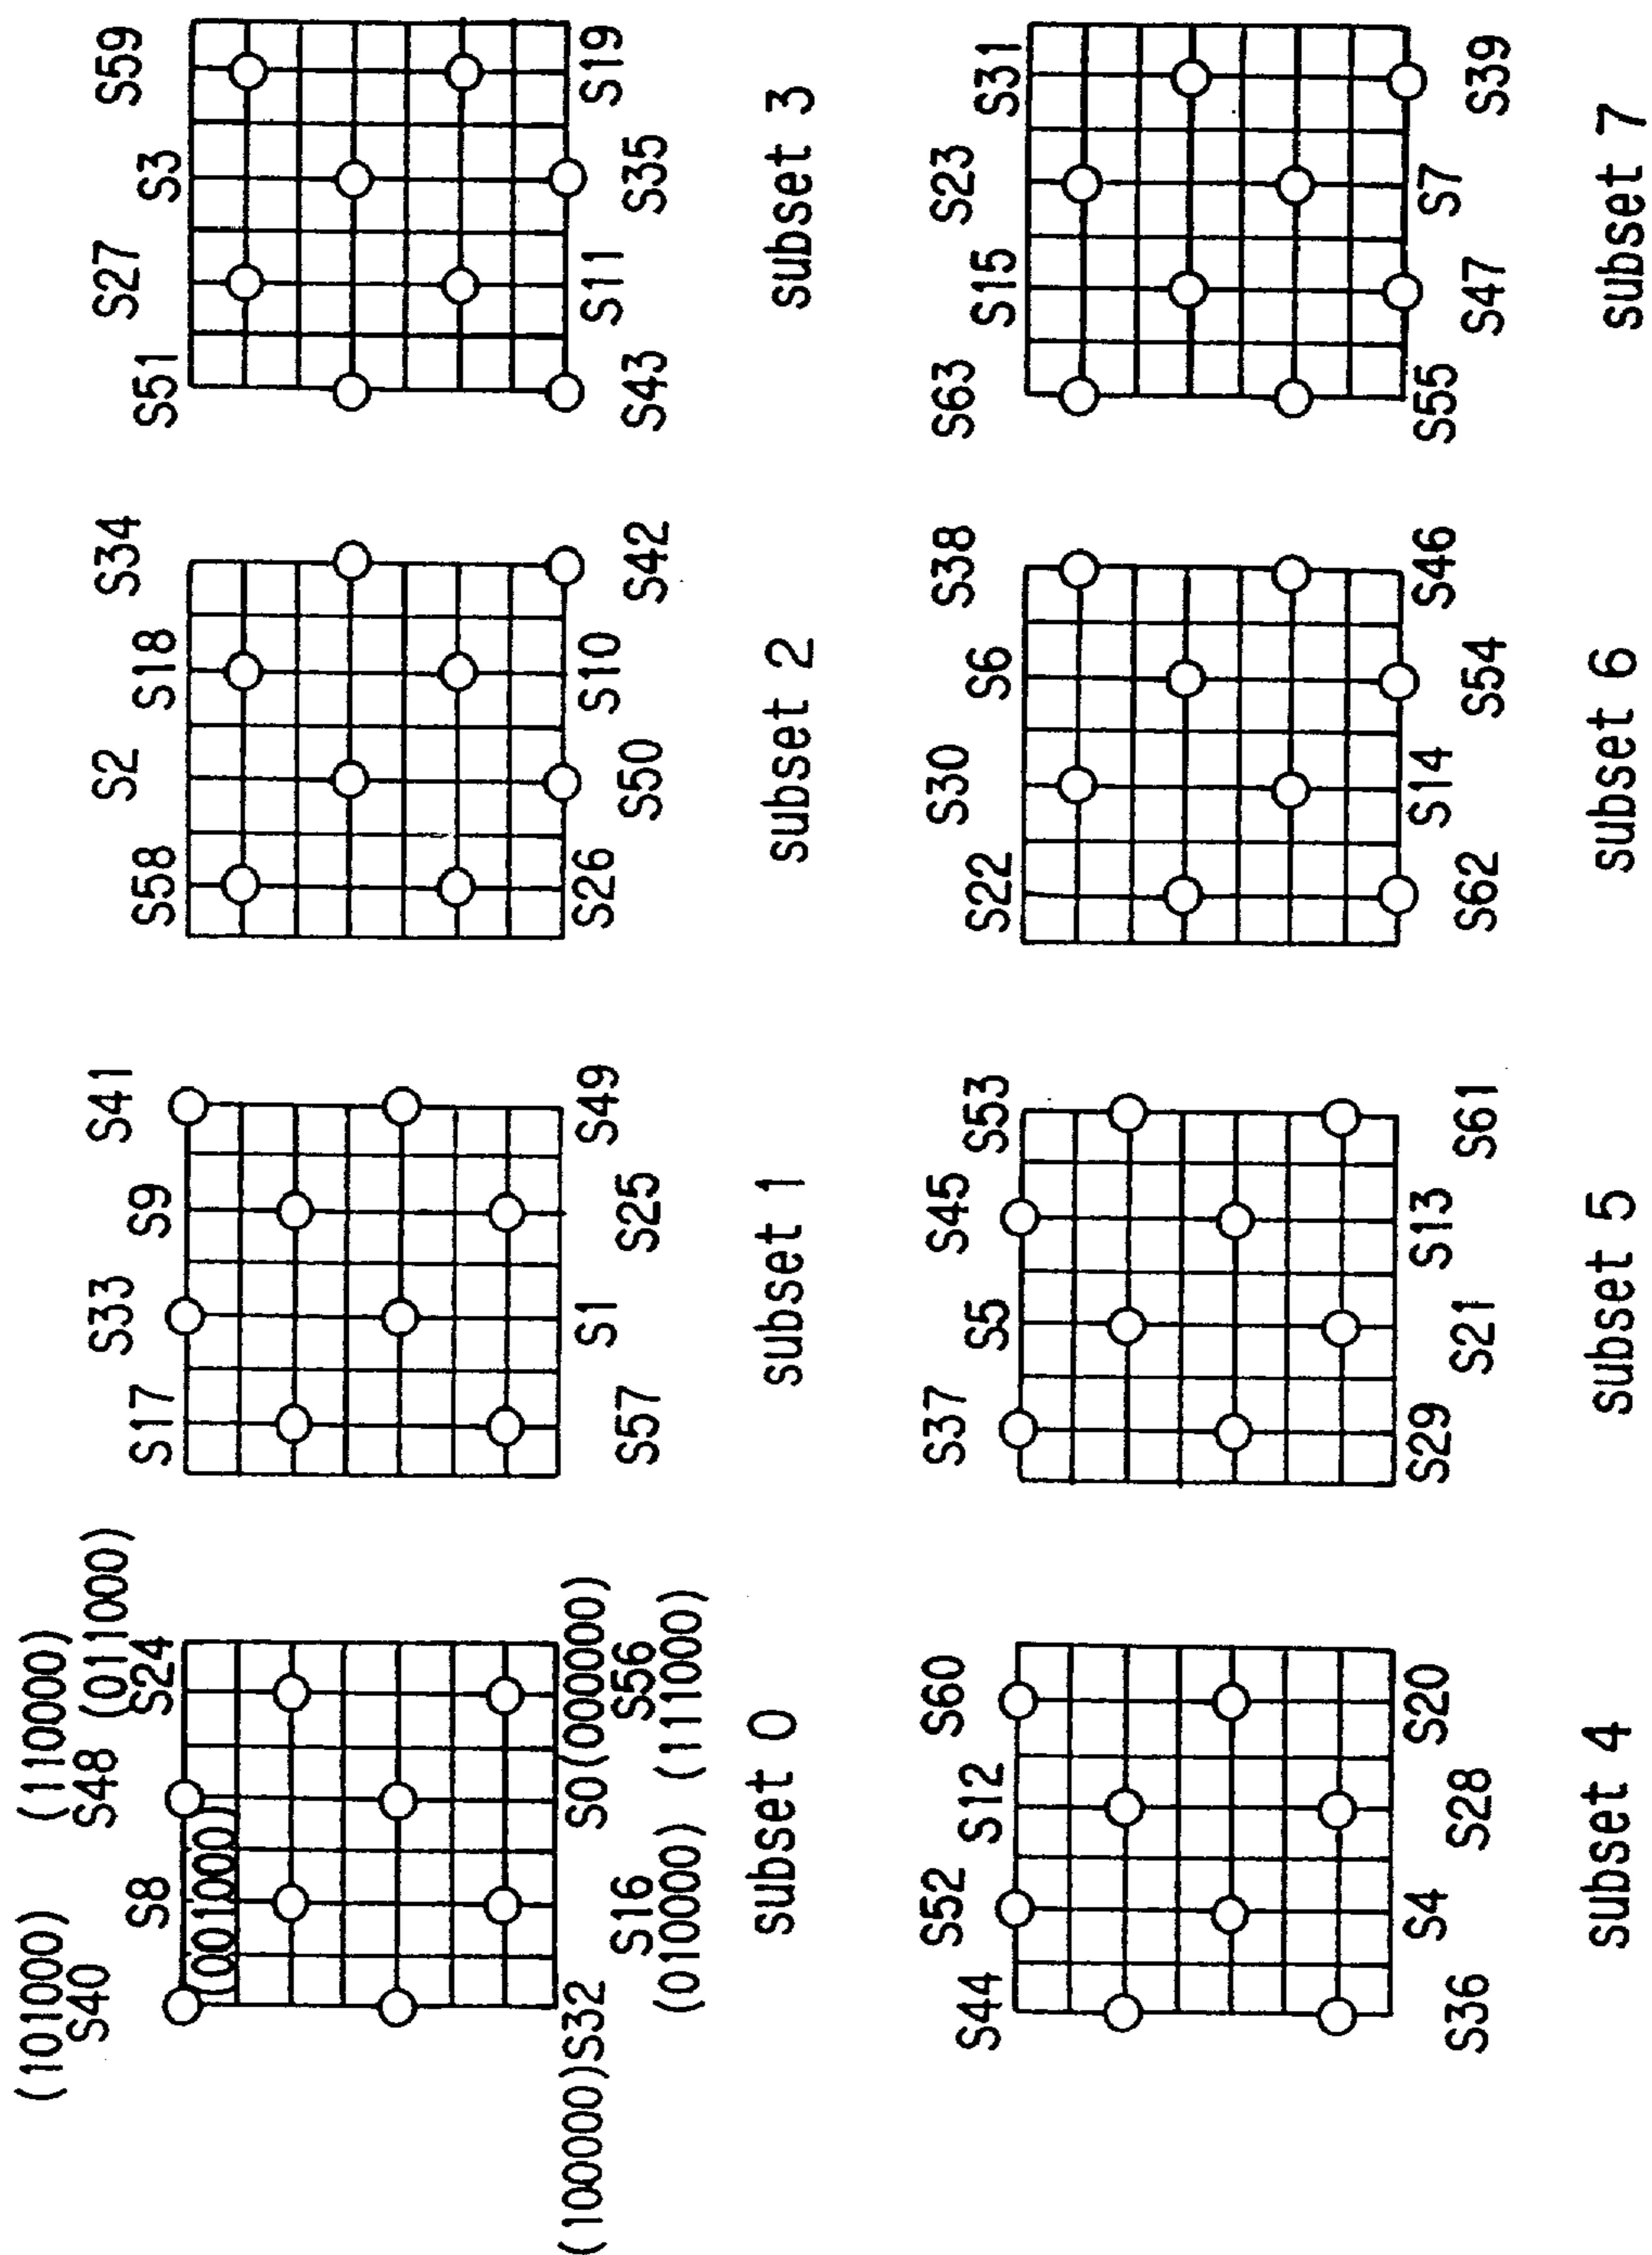 (101000) (110000)
S40 S48 (011000)
S8 S24
(001000)
(100000)S32 S0(000000)
S16 S56
(010000) (111000)
subset 0
S33 S41
S17 S9
S1 S49
S57 S25
subset 1
S2 S34
S58 S18
S26 S10
S50 S42
subset 2
S27 S59
S51 S3
S11 S19
S43 S35
subset 3
S52 S60
S44 S12
S4 S20
S36 S28
subset 4
S37 S45
S5 S53
S29 S13
S21 S61
subset 5
S30 S38
S22 S6
S14 S46
S62 S54
subset 6
S63 S23
S15 S31
S55 S7
S47 S39
subset 7